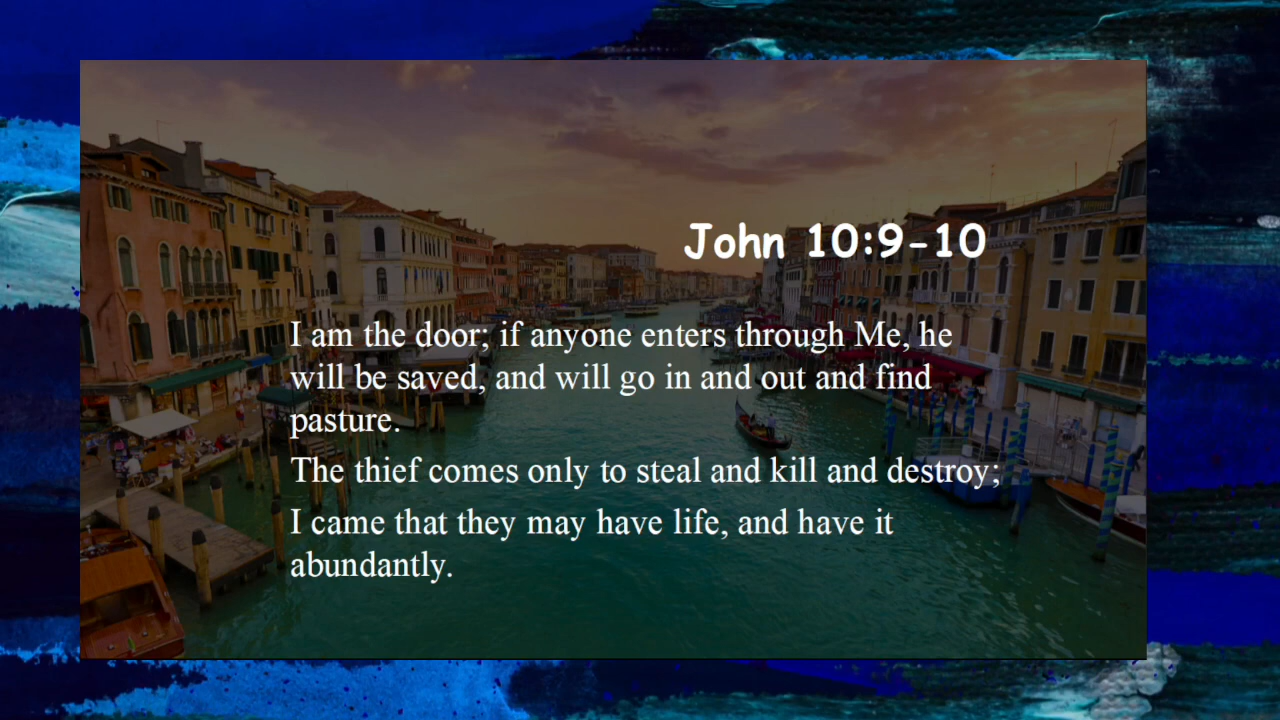 John 10:9-10
I am the door; if anyone enters through Me, he
will be saved, and will go in and out and find
pasture.
The thief comes only to steal and kill and destroy;
I came that they may have life, and have it
abundantly.